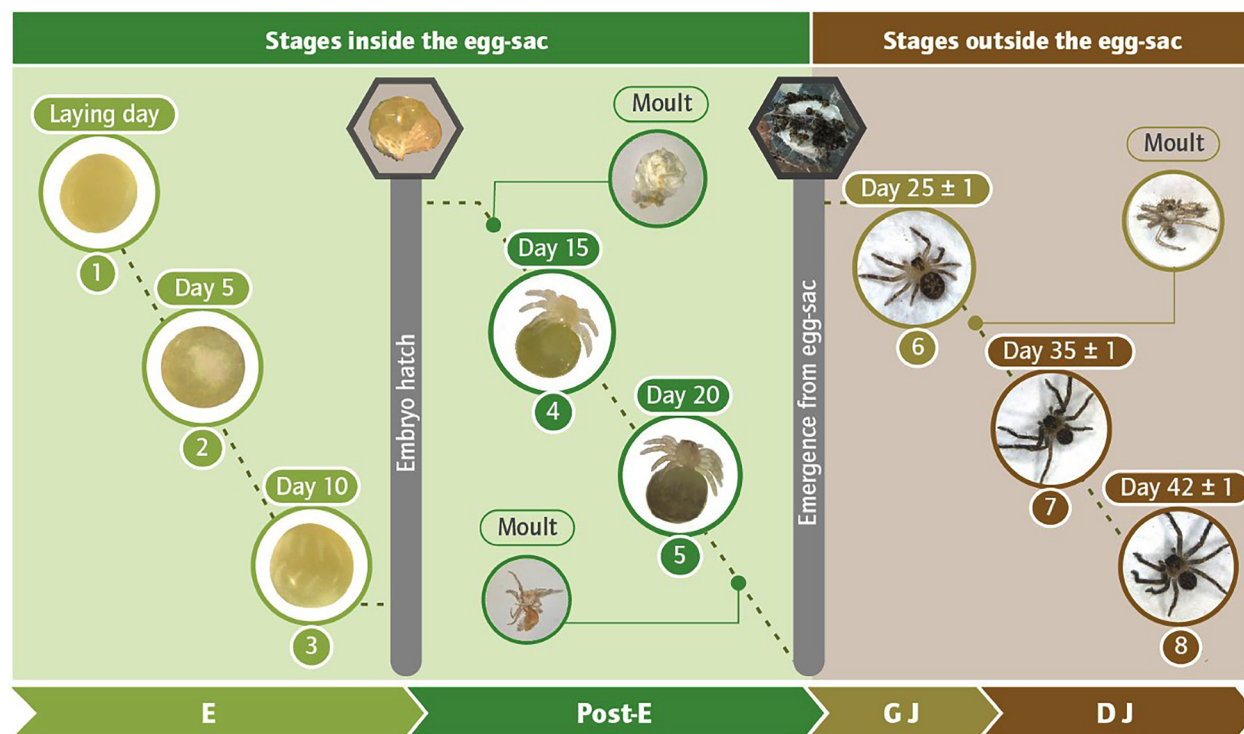 Stages inside the egg-sac
Stages outside the egg-sac
Laying day
1
Day 5
2
Day 10
3
Embryo hatch
Moult
Day 15
4
Day 20
5
Moult
Emergence from egg-sac
Day 25 ± 1
6
Moult
Day 35 ± 1
7
Day 42 ± 1
8
E
Post-E
G J
D J